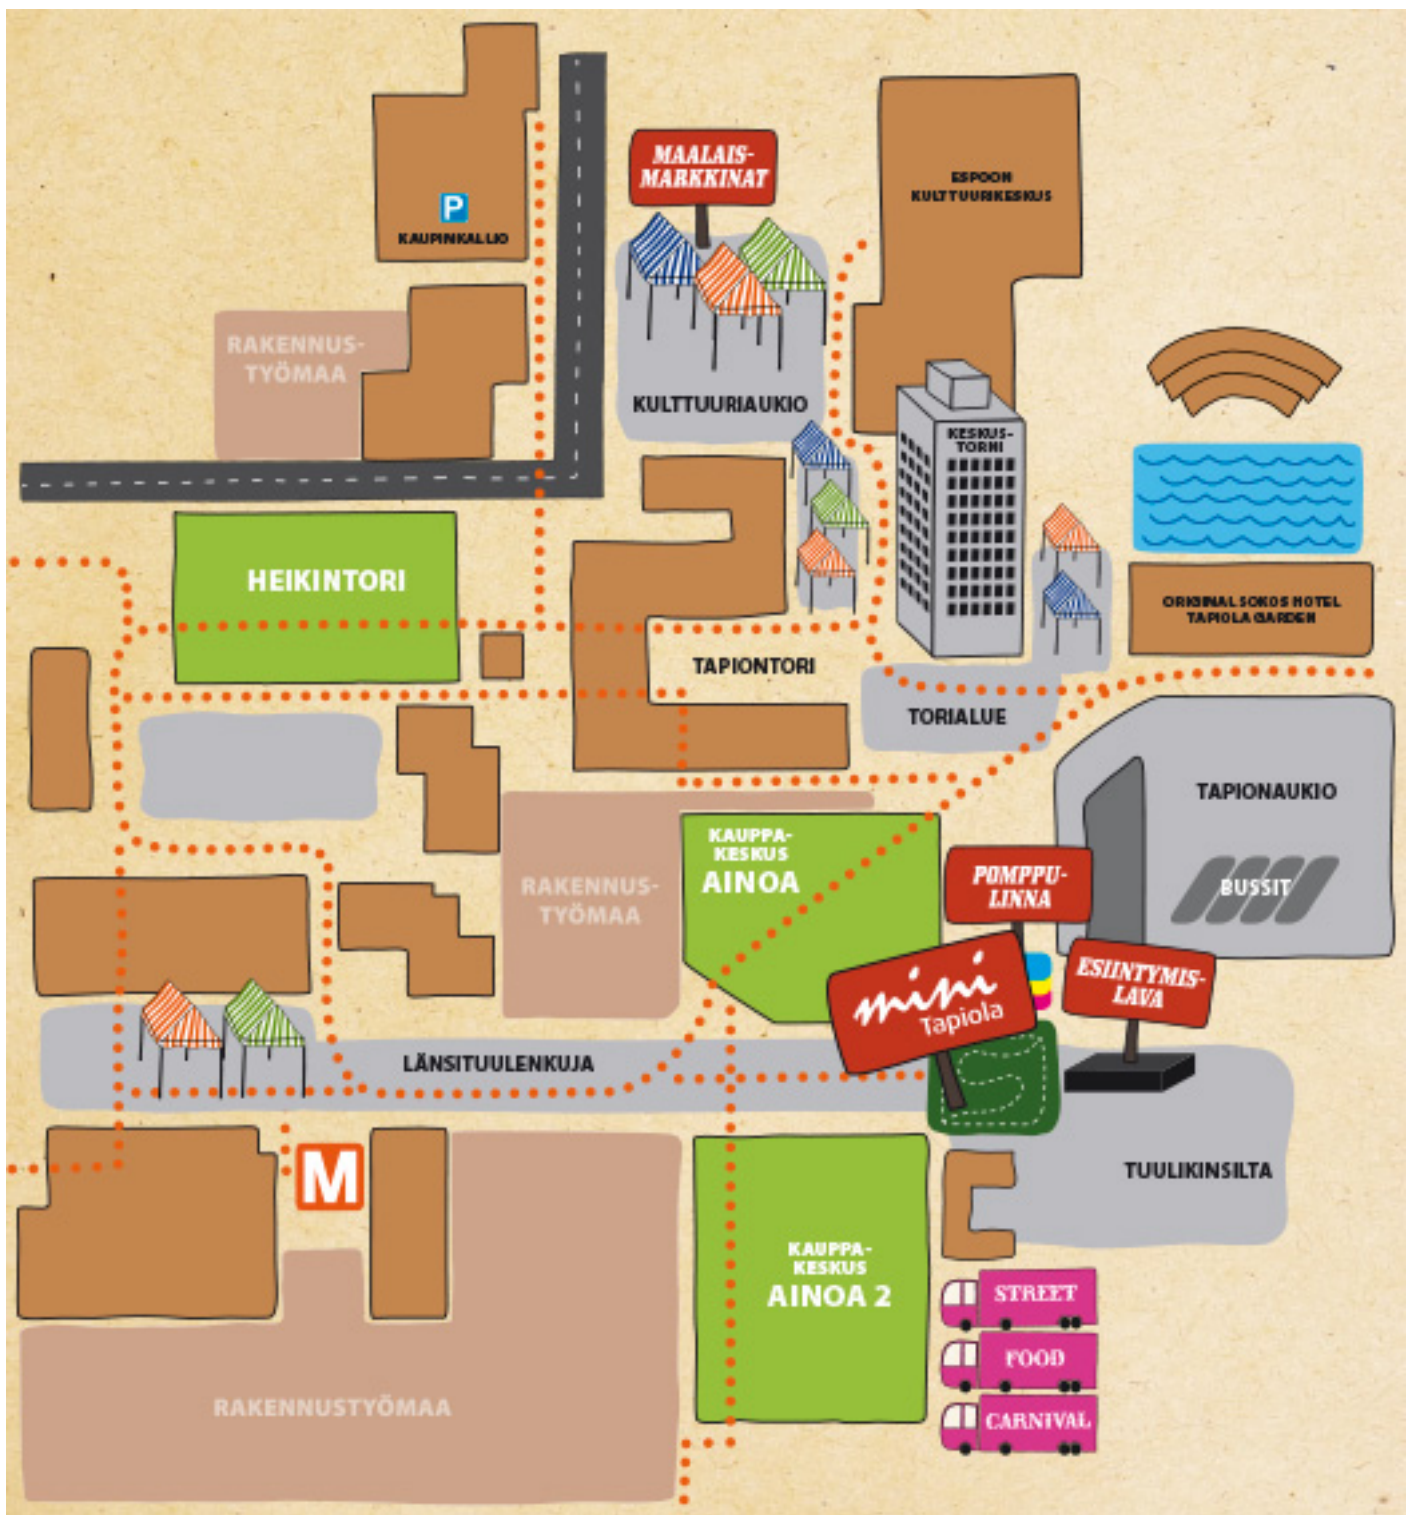 MAALAIS-
MARKKINAT
ESPOON
KULTTUURIKESKUS
P
KAUPINKALLIO
RAKENNUS-
TYÖMAA
KULTTUURIAUKIO
KESKUS-
TORNI
HEIKINTORI
ORIGINAL SOKOS HOTEL
TAPIOLA GARDEN
TAPIONTORI
TORIALUE
TAPIONAUKIO
KAUPPA-
KESKUS
AINOA
RAKENNUS-
TYÖMAA
POMPPU-
LINNA
BUSSIT
mini
Tapiola
ESIINTYMIS-
LAVA
LÄNSITUULENKUJA
M
TUULIKINSILTA
KAUPPA-
KESKUS
AINOA 2
STREET
FOOD
CARNIVAL
RAKENNUSTYÖMAA